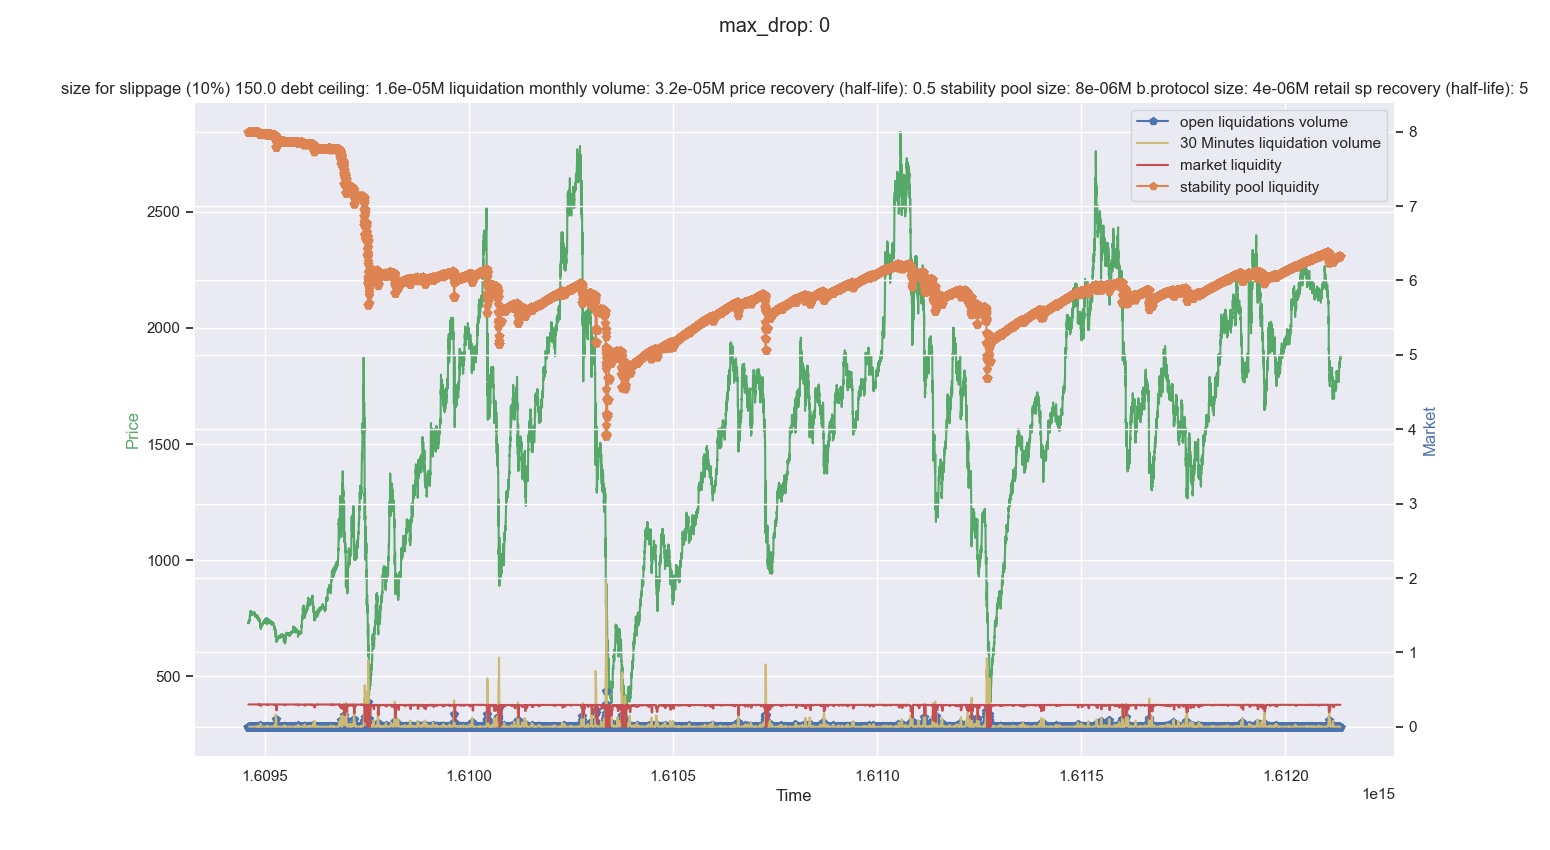 max_drop: 0
size for slippage (10%) 150.0 debt ceiling: 1.6e-05M liquidation monthly volume: 3.2e-05M price recovery (half-life): 0.5 stability pool size: 8e-06M b.protocol size: 4e-06M retail sp recovery (half-life): 5
open liquidations volume
30 Minutes liquidation volume
market liquidity
stability pool liquidity
2500
2000
1500
1000
500
Price
8
7
6
5
4
3
2
1
0
Market
1.6095 1.6100 1.6105 1.6110 1.6115 1.6120
Time
1e15